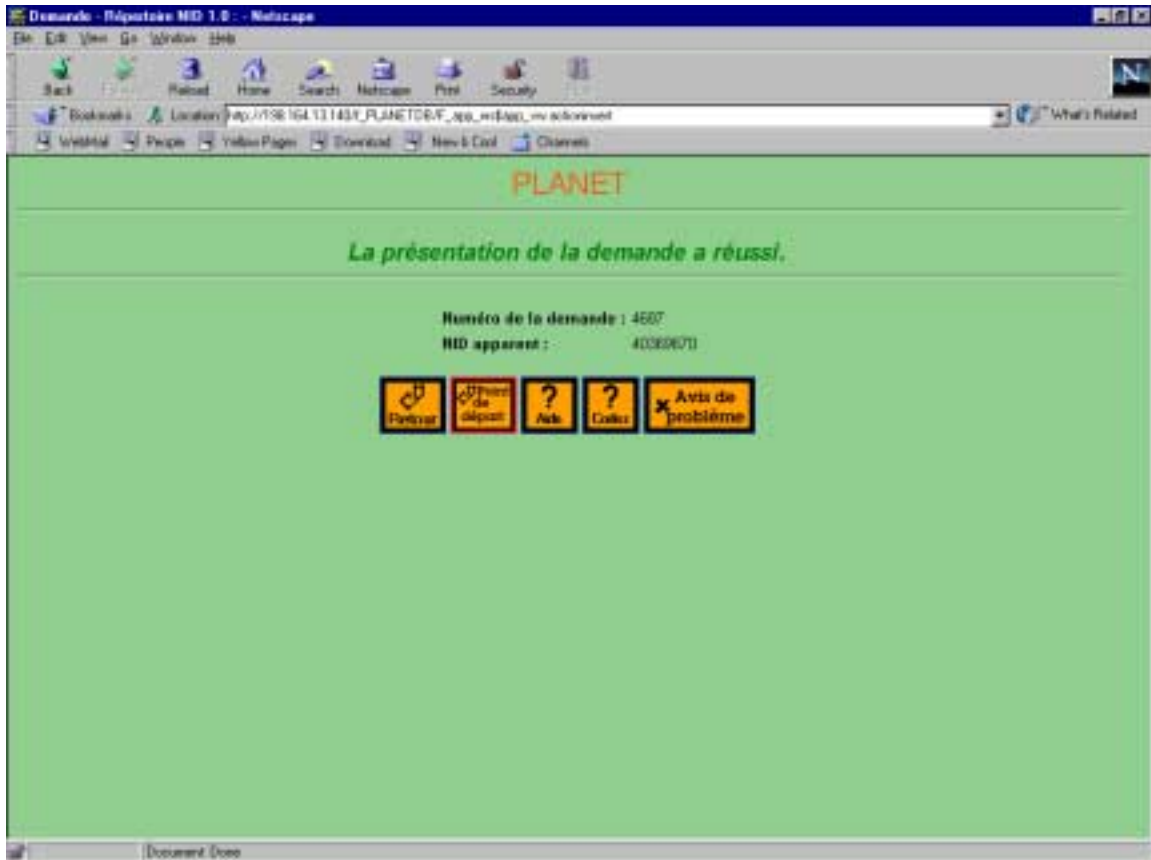 Demande - Répertoire NID 1.0 : - Netscape
File Edit View Go Window Help
Back Reload Home Search Netscape Print Security
Bookmarks Location: What's Related
WebMail People Yellow Pages Download New & Cool Channels
PLANET
La présentation de la demande a réussi.
Numéro de la demande :
NID apparent :
Retour Point de départ ? Aide ? Codes Avis de problème
Document: Done